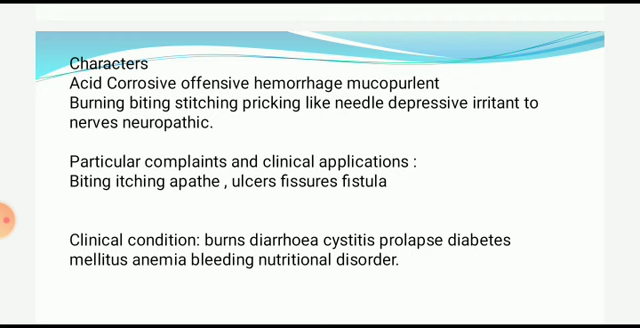 Characters
Acid Corrosive offensive hemorrhage mucopurlent
Burning biting stitching pricking like needle depressive irritant to
nerves neuropathic.
Particular complaints and clinical applications :
Biting itching apathe , ulcers fissures fistula
Clinical condition: burns diarrhoea cystitis prolapse diabetes
mellitus anemia bleeding nutritional disorder.